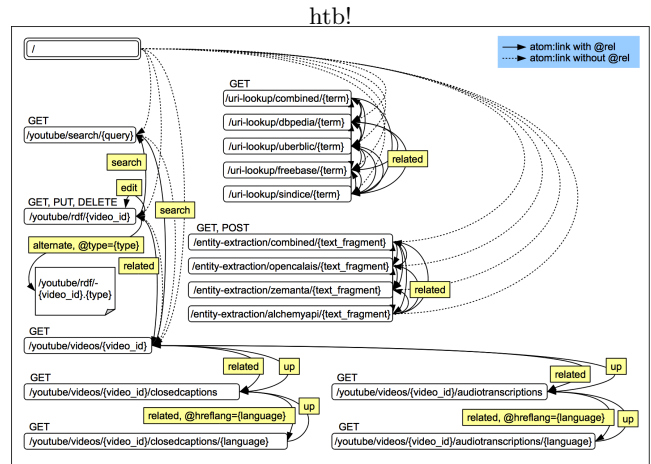 htb!
/
atom:link with @rel
atom:link without @rel
GET
/uri-lookup/combined/{term}
/uri-lookup/dbpedia/{term}
/uri-lookup/uberblic/{term}
/uri-lookup/freebase/{term}
/uri-lookup/sindice/{term}
related
GET
/youtube/search/{query}
search
edit
GET, PUT, DELETE
/youtube/rdf/{video_id}
search
alternate, @type={type}
related
/youtube/rdf/-
{video_id}.{type}
GET, POST
/entity-extraction/combined/{text_fragment}
/entity-extraction/opencalais/{text_fragment}
/entity-extraction/zemanta/{text_fragment}
/entity-extraction/alchemyapi/{text_fragment}
related
GET
/youtube/videos/{video_id}
related
up
related
up
GET
/youtube/videos/{video_id}/closedcaptions
GET
/youtube/videos/{video_id}/audiotranscriptions
related, @hreflang={language}
up
related, @hreflang={language}
up
GET
/youtube/videos/{video_id}/closedcaptions/{language}
GET
/youtube/videos/{video_id}/audiotranscriptions/{language}